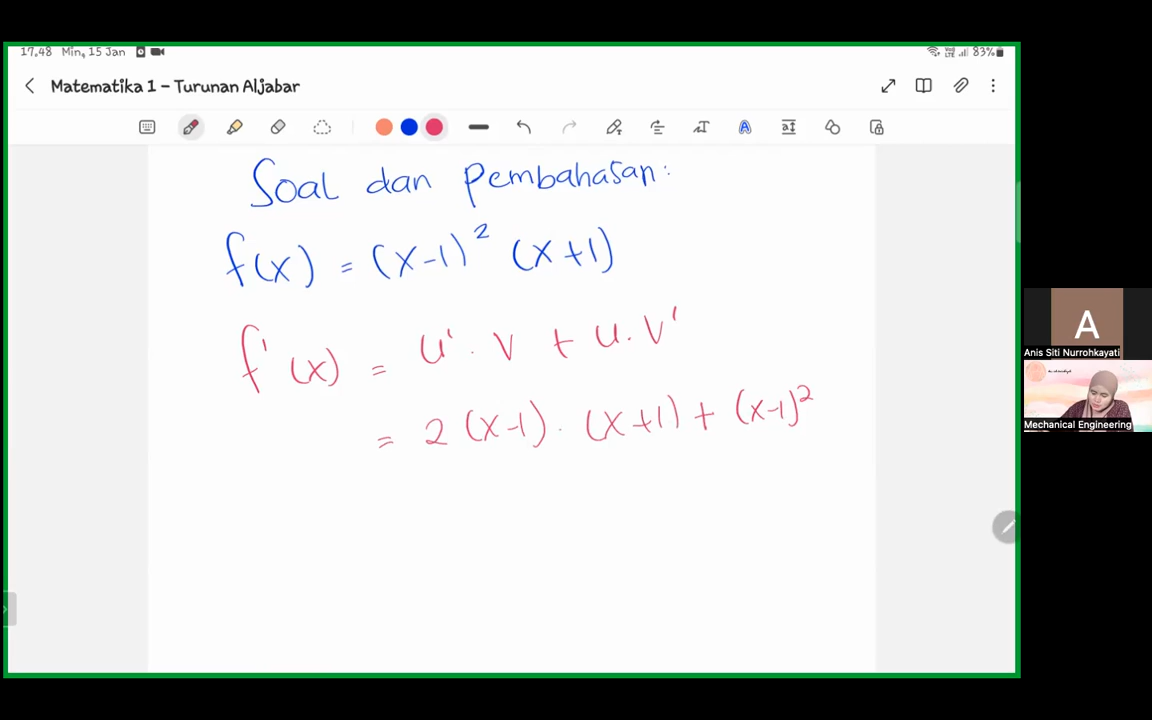 17.48 Min, 15 Jan 83%
Matematika 1 – Turunan Aljabar
Soal dan Pembahasan:
f(x) = (x-1)² (x+1)
f'(x) = u'. v + u. v'
= 2 (x-1) . (x+1) + (x-1)²
A
Anis Siti Nurrohkayati
Mechanical Engineering